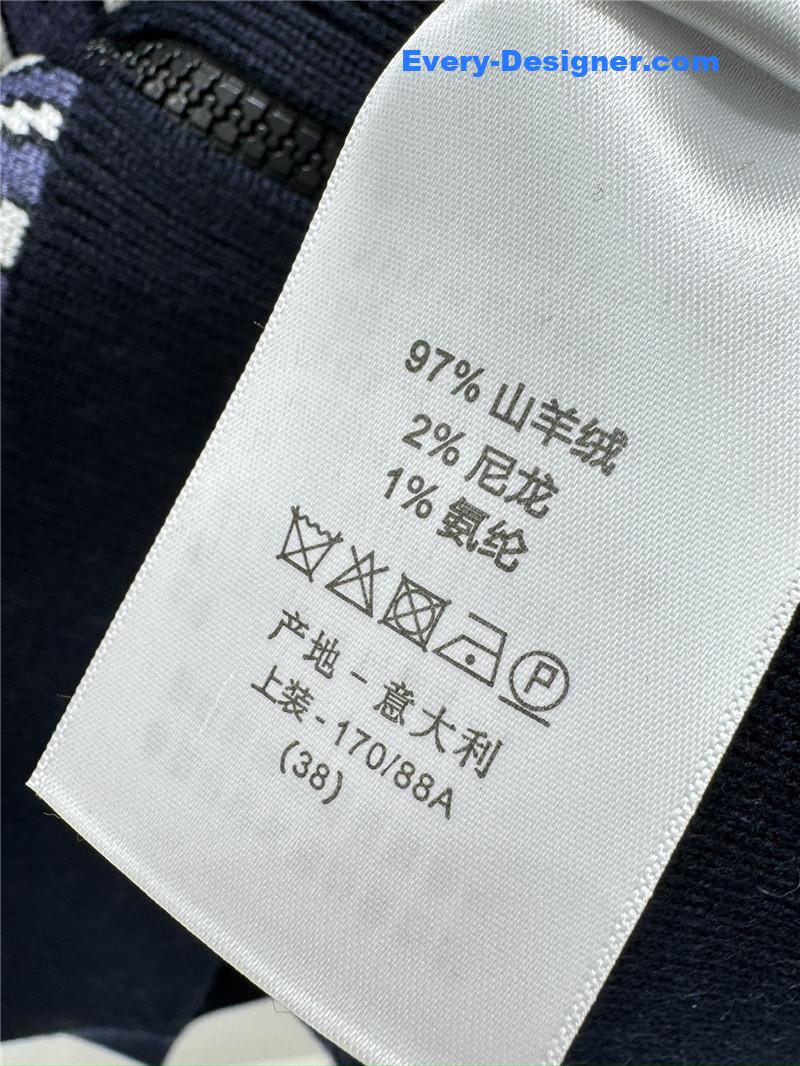 Every-Designer.com
97% 山羊绒
2% 尼龙
1% 氨纶
P
产地 - 意大利
上装 - 170/88A
(38)